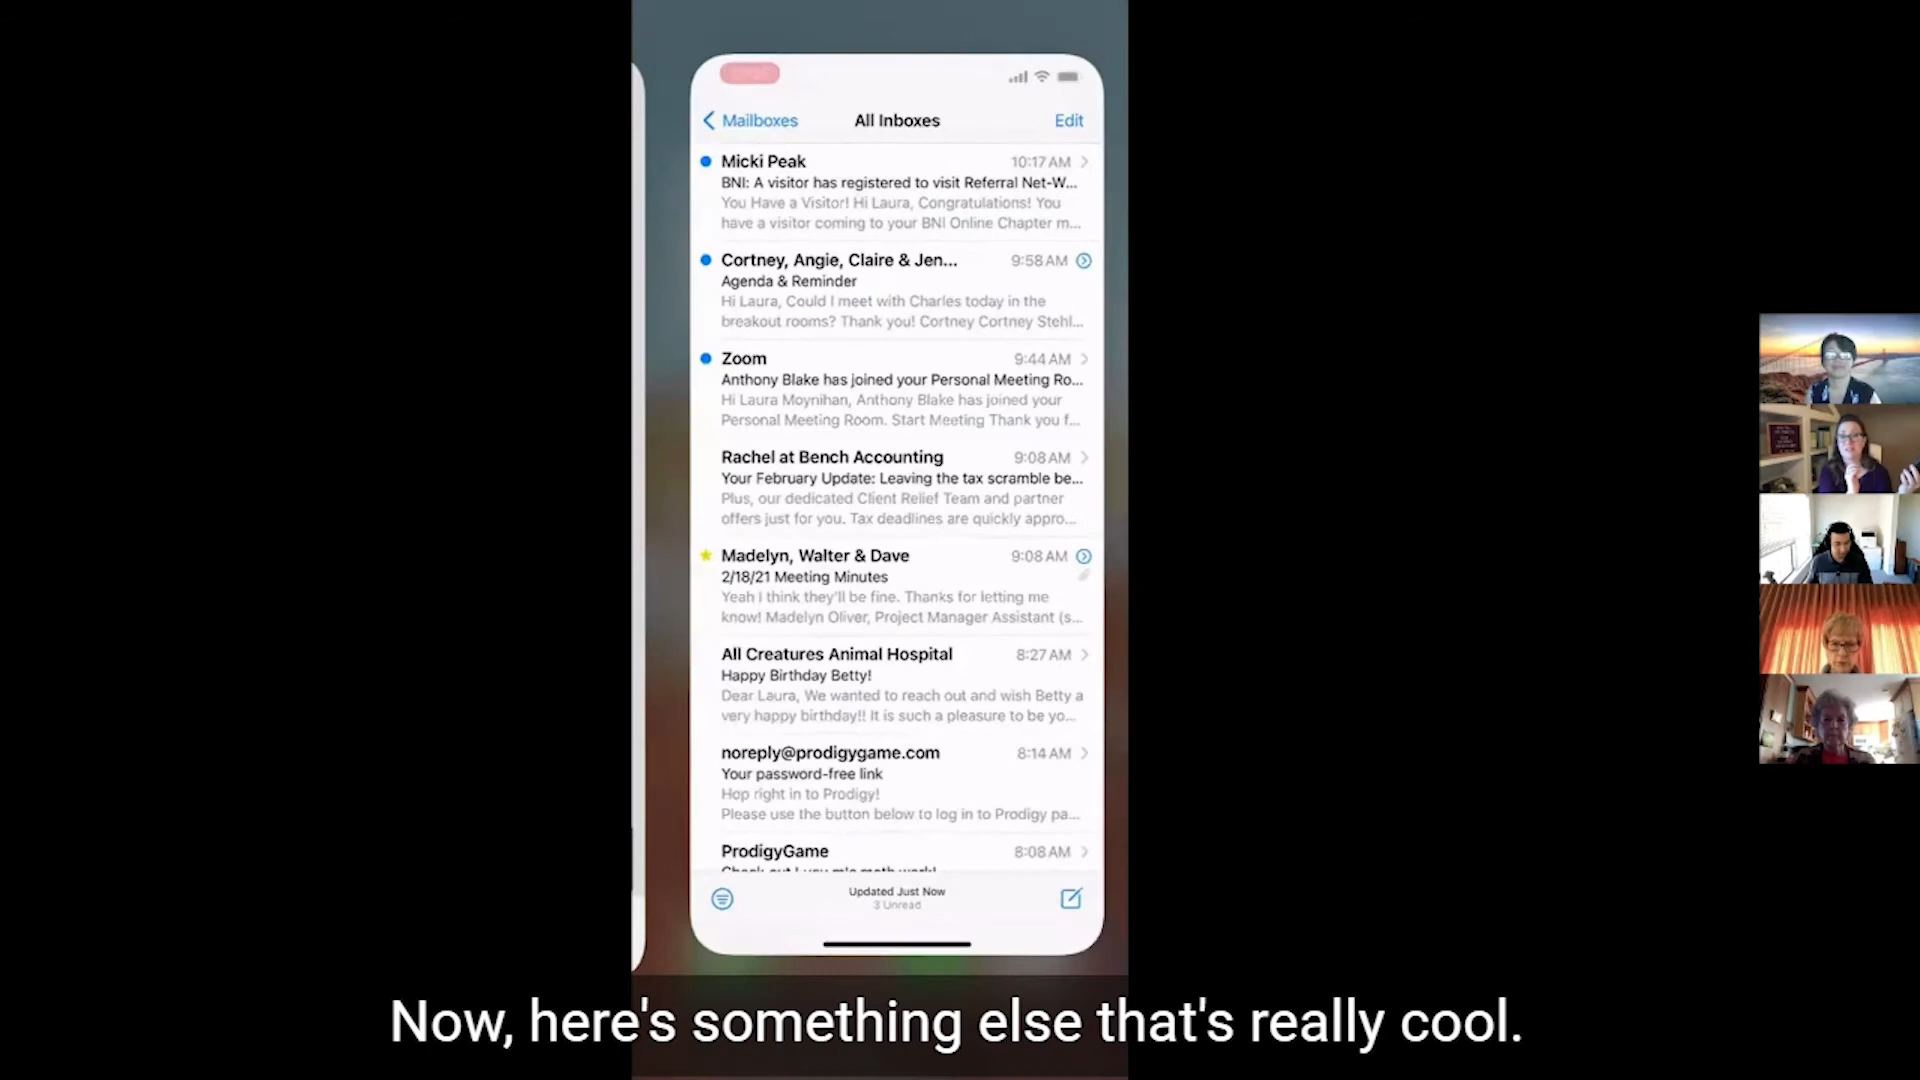 Mailboxes All Inboxes Edit
Micki Peak 10:17 AM
BNI: A visitor has registered to visit Referral Net-W...
You Have a Visitor! Hi Laura, Congratulations! You
have a visitor coming to your BNI Online Chapter m...
Cortney, Angie, Claire & Jen... 9:58 AM
Agenda & Reminder
Hi Laura, Could I meet with Charles today in the
breakout rooms? Thank you! Cortney Cortney Stehl...
Zoom 9:44 AM
Anthony Blake has joined your Personal Meeting Ro...
Hi Laura Moynihan, Anthony Blake has joined your
Personal Meeting Room. Start Meeting Thank you f...
Rachel at Bench Accounting 9:08 AM
Your February Update: Leaving the tax scramble be...
Plus, our dedicated Client Relief Team and partner
offers just for you. Tax deadlines are quickly appro...
Madelyn, Walter & Dave 9:08 AM
2/18/21 Meeting Minutes
Yeah I think they'll be fine. Thanks for letting me
know! Madelyn Oliver, Project Manager Assistant (s...
All Creatures Animal Hospital 8:27 AM
Happy Birthday Betty!
Dear Laura, We wanted to reach out and wish Betty a
very happy birthday!! It is such a pleasure to be yo...
noreply@prodigygame.com 8:14 AM
Your password-free link
Hop right in to Prodigy!
Please use the button below to log in to Prodigy pa...
ProdigyGame 8:08 AM
Updated Just Now
3 Unread
Now, here's something else that's really cool.